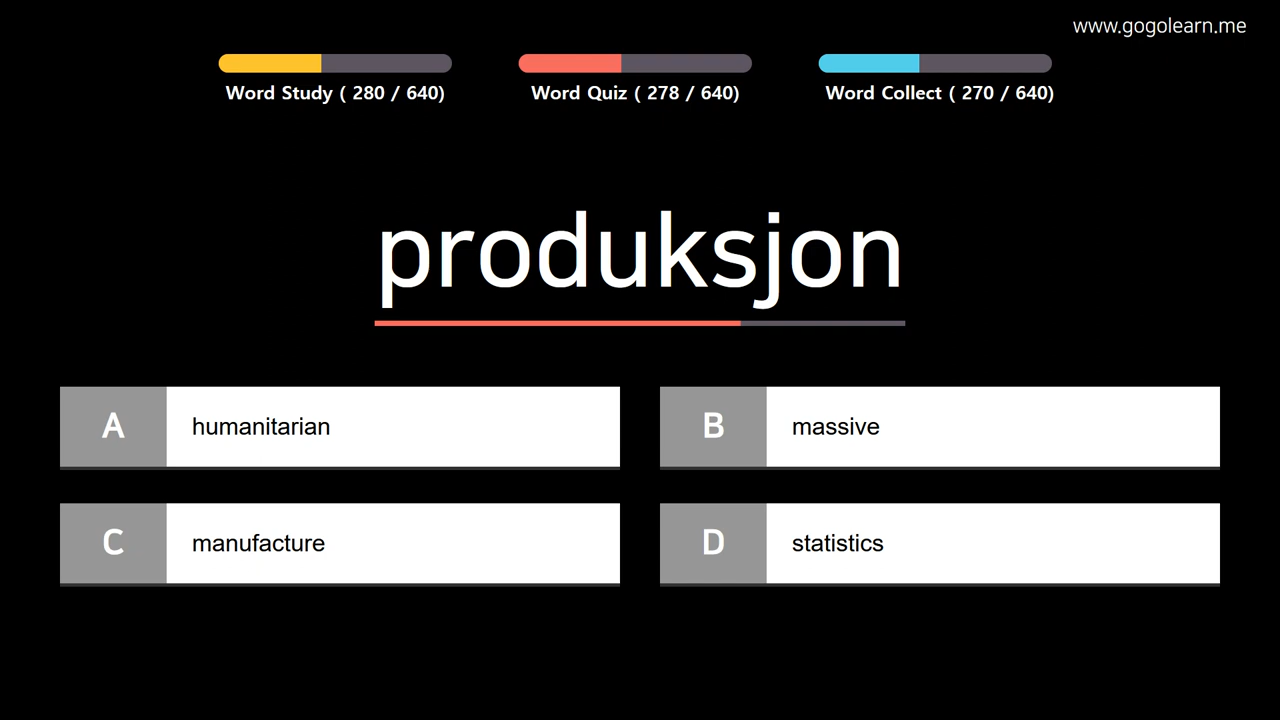 www.gogolearn.me
Word Study ( 280 / 640)
Word Quiz ( 278 / 640)
Word Collect ( 270 / 640)
produksjon
A humanitarian
B massive
C manufacture
D statistics